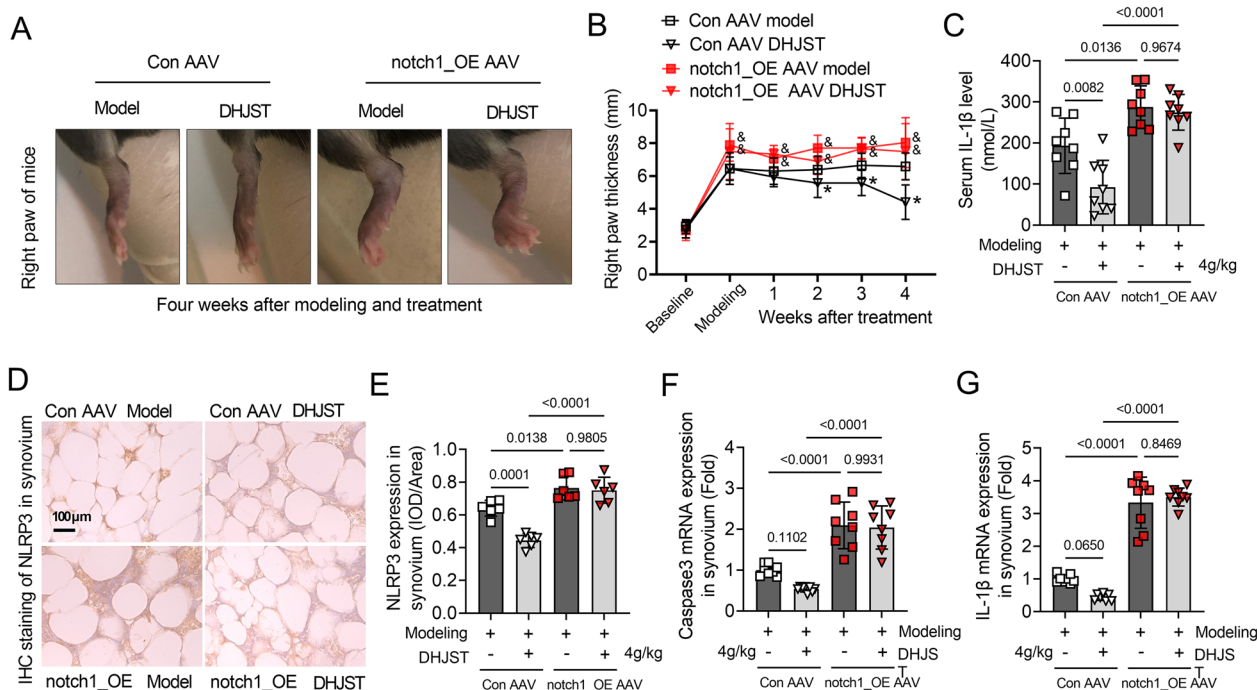 A
Con AAV
notch1_OE AAV
Model
DHJST
Model
DHJST
Right paw of mice
Four weeks after modeling and treatment
B
Con AAV model
Con AAV DHJST
notch1_OE AAV model
notch1_OE AAV DHJST
Right paw thickness (mm)
10
8
6
4
2
0
&
&
&
&
&
&
&
&
&
&
*
*
*
Baseline
Modeling
1
2
3
4
Weeks after treatment
C
<0.0001
0.0136
0.9674
0.0082
Serum IL-1β level
(nmol/L)
400
300
200
100
0
Modeling + + + +
DHJST - + - + 4g/kg
Con AAV
notch1_OE AAV
D
IHC staining of NLRP3 in synovium
Con AAV Model
Con AAV DHJST
100μm
notch1_OE Model
notch1_OE DHJST
E
<0.0001
0.0138
0.9805
0.0001
NLRP3 expression in
synovium (IOD/Area)
1.0
0.8
0.6
0.4
0.2
0.0
Modeling + + + +
DHJST - + - + 4g/kg
Con AAV
notch1_OE AAV
F
<0.0001
<0.0001
0.9931
0.1102
Caspase3 mRNA expression
in synovium (Fold)
4
3
2
1
0
+ + + + Modeling
4g/kg - + - + DHJS
T
Con AAV
notch1_OE AAV
G
<0.0001
<0.0001
0.8469
0.0650
IL-1β mRNA expression
in synovium (Fold)
5
4
3
2
1
0
+ + + + Modeling
4g/kg - + - + DHJS
T
Con AAV
notch1_OE AAV